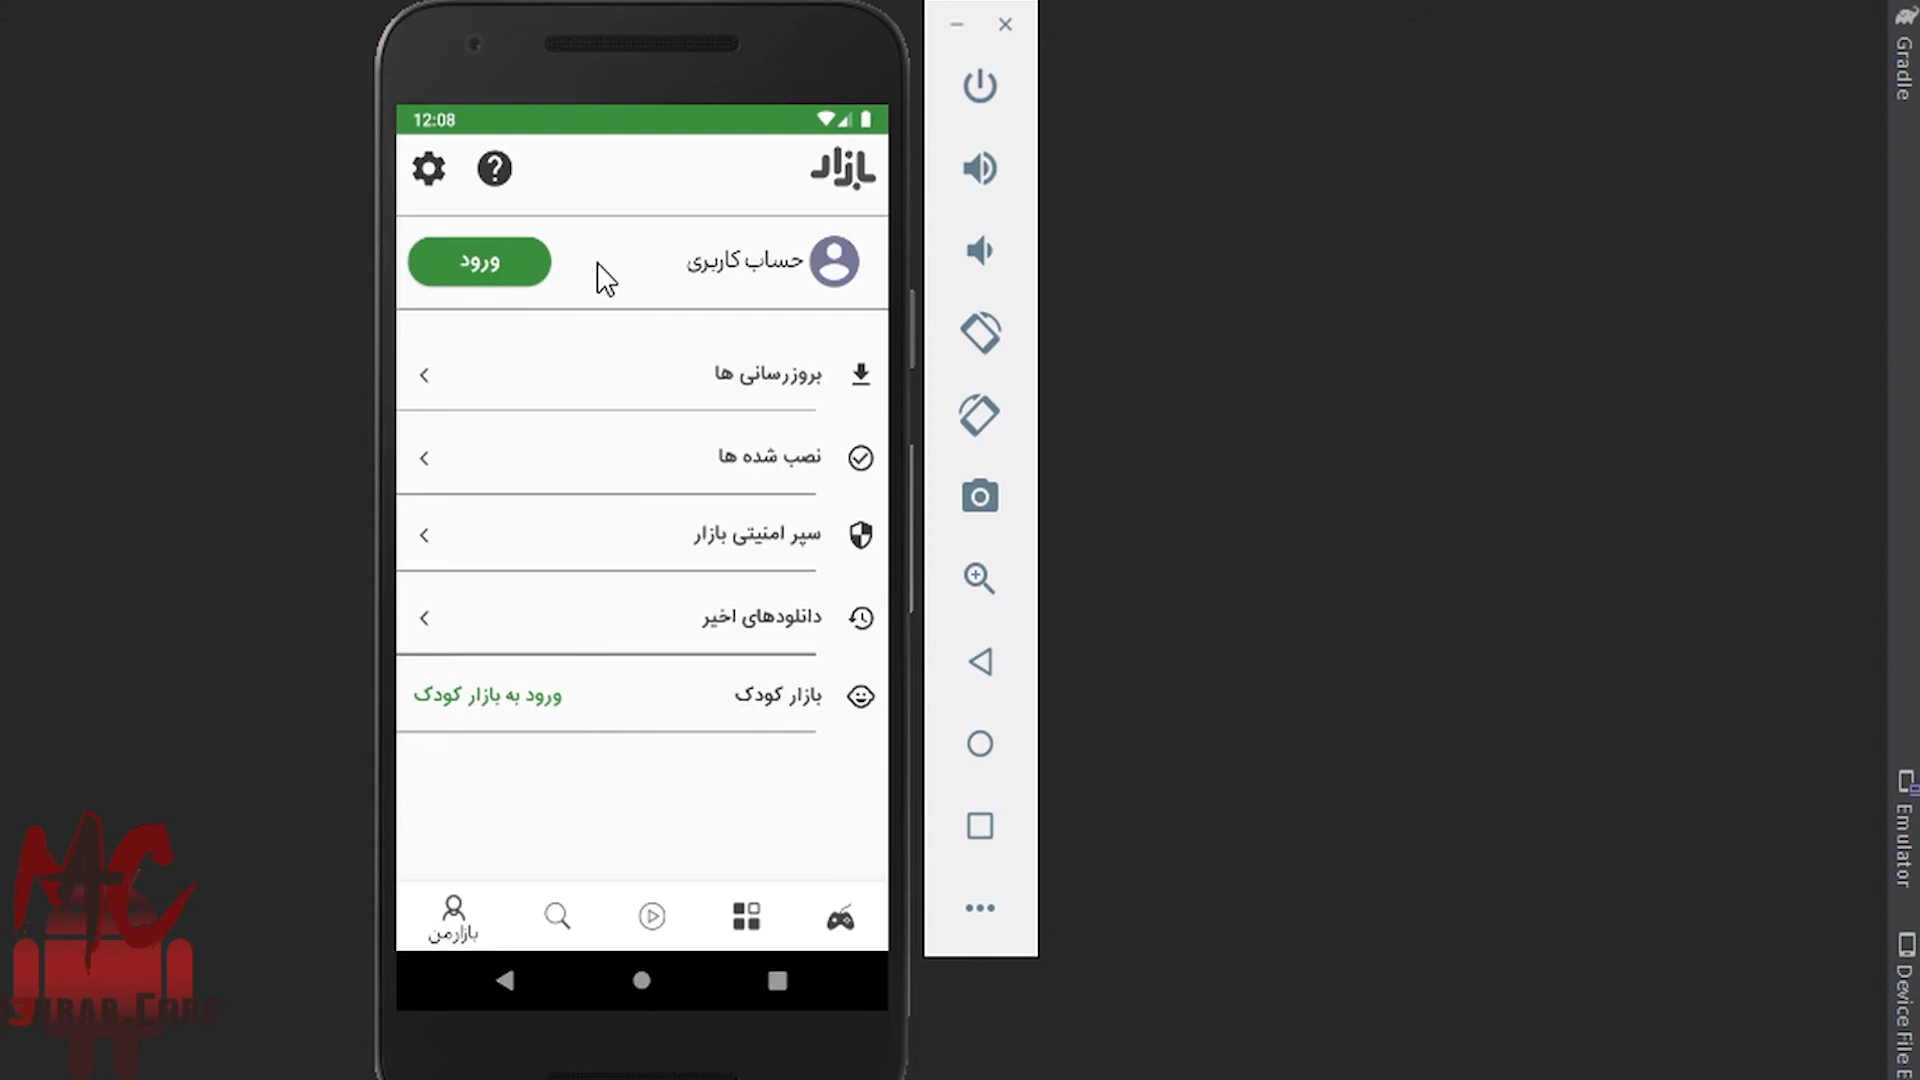 12:08
بازار
حساب کاربری
ورود
بروزرسانی ها
نصب شده ها
سپر امنیتی بازار
دانلودهای اخیر
بازار کودک
ورود به بازار کودک
بازارمن
Gradle
Emulator
Device File E